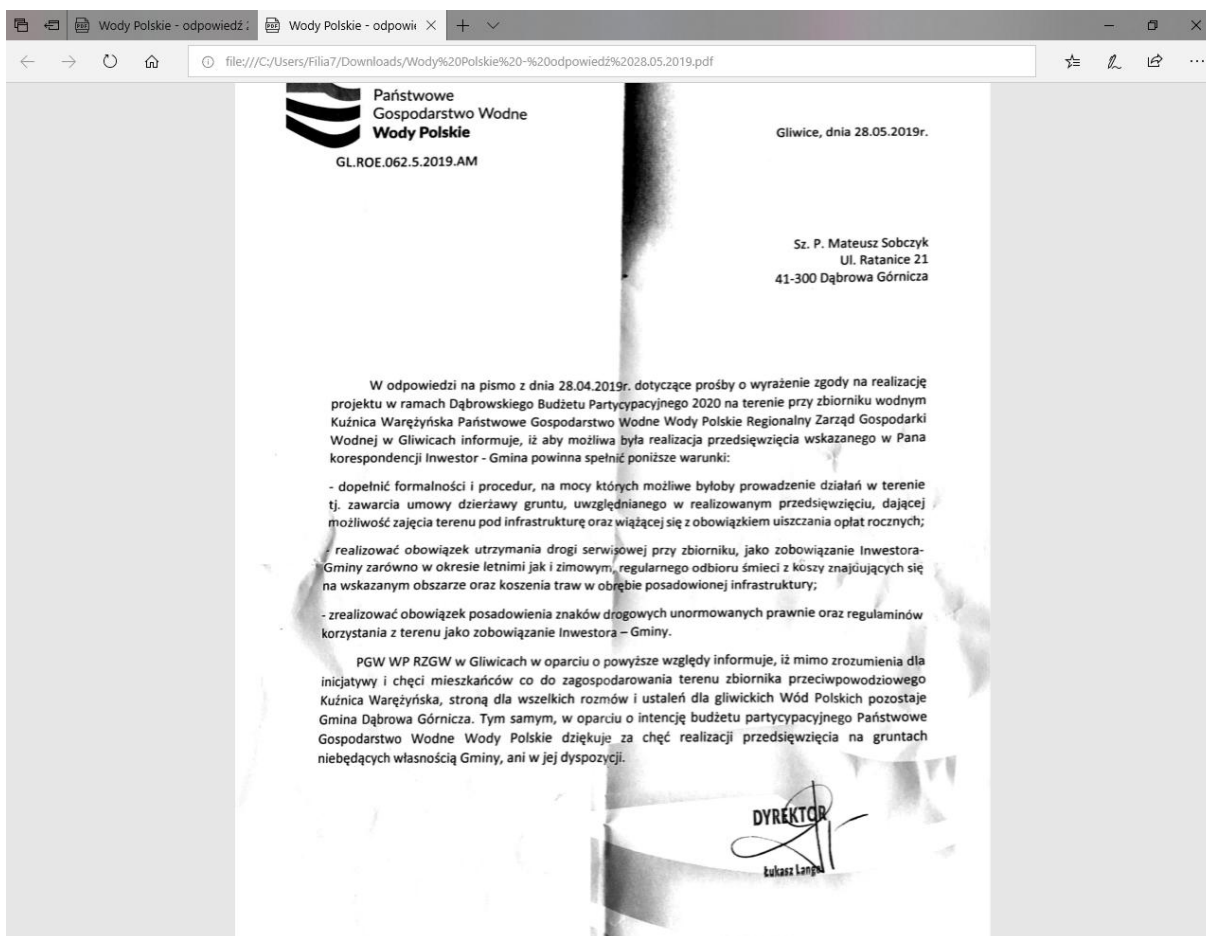 Wody Polskie - odpowiedź
Wody Polskie - odpowie
file:///C:/Users/Filia7/Downloads/Wody%20Polskie%20-%20odpowiedź%2028.05.2019.pdf
Państwowe
Gospodarstwo Wodne
Wody Polskie
Gliwice, dnia 28.05.2019r.
GL.ROE.062.5.2019.AM
Sz. P. Mateusz Sobczyk
Ul. Ratanice 21
41-300 Dąbrowa Górnicza
W odpowiedzi na pismo z dnia 28.04.2019r. dotyczące prośby o wyrażenie zgody na realizację
projektu w ramach Dąbrowskiego Budżetu Partycypacyjnego 2020 na terenie przy zbiorniku wodnym
Kuźnica Warężyńska Państwowe Gospodarstwo Wodne Wody Polskie Regionalny Zarząd Gospodarki
Wodnej w Gliwicach informuje, iż aby możliwa była realizacja przedsięwzięcia wskazanego w Pana
korespondencji Inwestor - Gmina powinna spełnić poniższe warunki:
- dopełnić formalności i procedur, na mocy których możliwe byłoby prowadzenie działań w terenie
tj. zawarcia umowy dzierżawy gruntu, uwzględnianego w realizowanym przedsięwzięciu, dającej
możliwość zajęcia terenu pod infrastrukturę oraz wiążącej się z obowiązkiem uiszczania opłat rocznych;
- realizować obowiązek utrzymania drogi serwisowej przy zbiorniku, jako zobowiązanie Inwestora-
Gminy zarówno w okresie letnimi jak i zimowym, regularnego odbioru śmieci z koszy znajdujących się
na wskazanym obszarze oraz koszenia traw w obrębie posadowionej infrastruktury;
- zrealizować obowiązek posadowienia znaków drogowych unormowanych prawnie oraz regulaminów
korzystania z terenu jako zobowiązanie Inwestora – Gminy.
PGW WP RZGW w Gliwicach w oparciu o powyższe względy informuje, iż mimo zrozumienia dla
inicjatywy i chęci mieszkańców co do zagospodarowania terenu zbiornika przeciwpowodziowego
Kuźnica Warężyńska, stroną dla wszelkich rozmów i ustaleń dla gliwickich Wód Polskich pozostaje
Gmina Dąbrowa Górnicza. Tym samym, w oparciu o intencję budżetu partycypacyjnego Państwowe
Gospodarstwo Wodne Wody Polskie dziękuje za chęć realizacji przedsięwzięcia na gruntach
niebędących własnością Gminy, ani w jej dyspozycji.
DYREKTOR
Łukasz